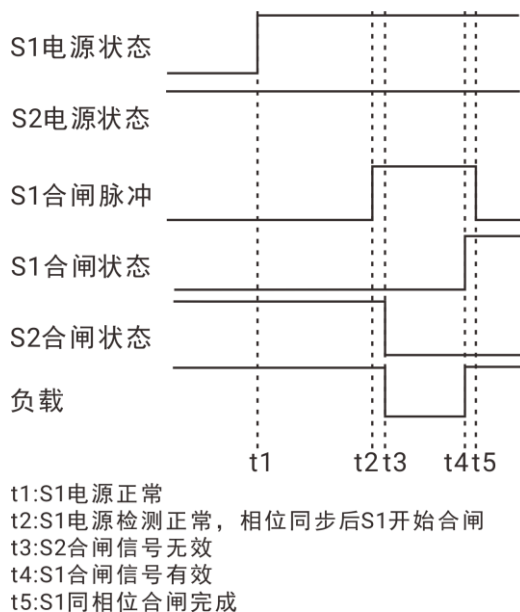 S1电源状态
S2电源状态
S1合闸脉冲
S1合闸状态
S2合闸状态
负载
t1 t2 t3 t4 t5
t1:S1电源正常
t2:S1电源检测正常，相位同步后S1开始合闸
t3:S2合闸信号无效
t4:S1合闸信号有效
t5:S1同相位合闸完成